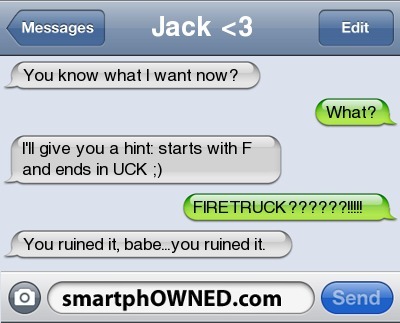 Messages
Jack <3
Edit
You know what I want now?
What?
I'll give you a hint: starts with F
and ends in UCK ;)
FIRETRUCK??????!!!!!
You ruined it, babe...you ruined it.
smartphOWNED.com
Send